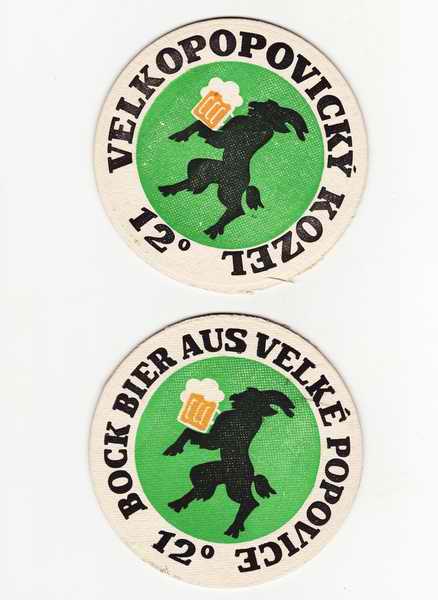 VELKOPOPOVICKÝ KOZEL
12°
BOCK BIER AUS VELKÉ POPOVICE
12°